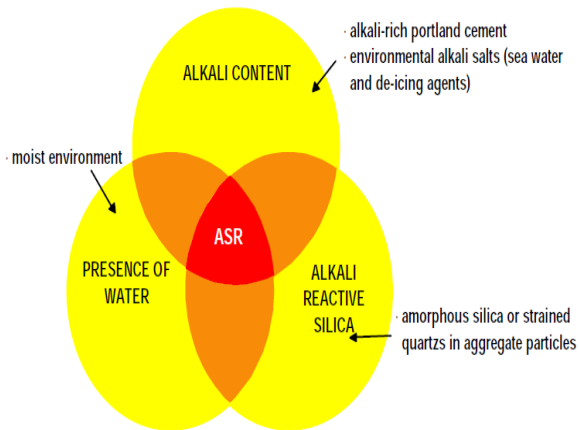 · alkali-rich portland cement
· environmental alkali salts (sea water
and de-icing agents)
ALKALI CONTENT
· moist environment
ASR
PRESENCE OF
WATER
ALKALI
REACTIVE
SILICA
· amorphous silica or strained
quartzs in aggregate particles